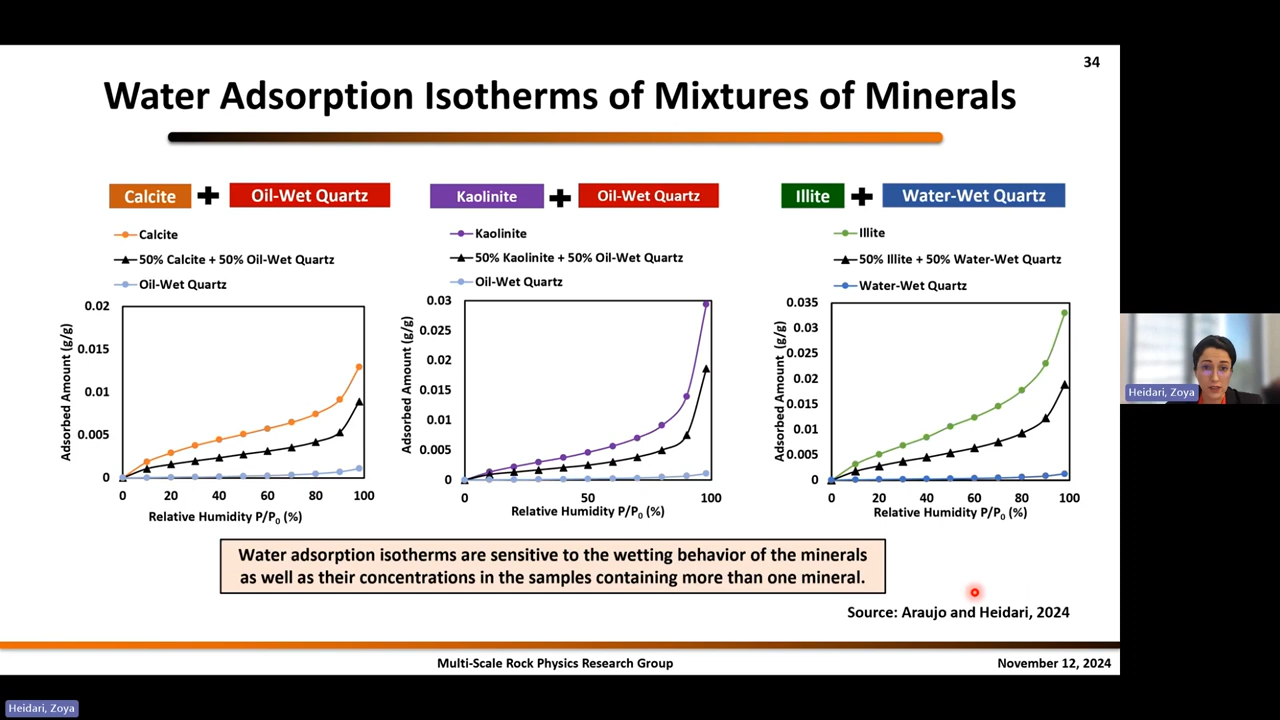 34
Water Adsorption Isotherms of Mixtures of Minerals
Calcite + Oil-Wet Quartz
Calcite
50% Calcite + 50% Oil-Wet Quartz
Oil-Wet Quartz
0.02
0.015
0.01
0.005
0
Adsorbed Amount (g/g)
0 20 40 60 80 100
Relative Humidity P/P₀ (%)
Kaolinite + Oil-Wet Quartz
Kaolinite
50% Kaolinite + 50% Oil-Wet Quartz
Oil-Wet Quartz
0.03
0.025
0.02
0.015
0.01
0.005
0
Adsorbed Amount (g/g)
0 50 100
Relative Humidity P/P₀ (%)
Illite + Water-Wet Quartz
Illite
50% Illite + 50% Water-Wet Quartz
Water-Wet Quartz
0.035
0.03
0.025
0.02
0.015
0.01
0.005
0
Adsorbed Amount (g/g)
0 20 40 60 80 100
Relative Humidity P/P₀ (%)
Water adsorption isotherms are sensitive to the wetting behavior of the minerals
as well as their concentrations in the samples containing more than one mineral.
Source: Araujo and Heidari, 2024
Multi-Scale Rock Physics Research Group
November 12, 2024
Heidari, Zoya
Heidari, Zoya